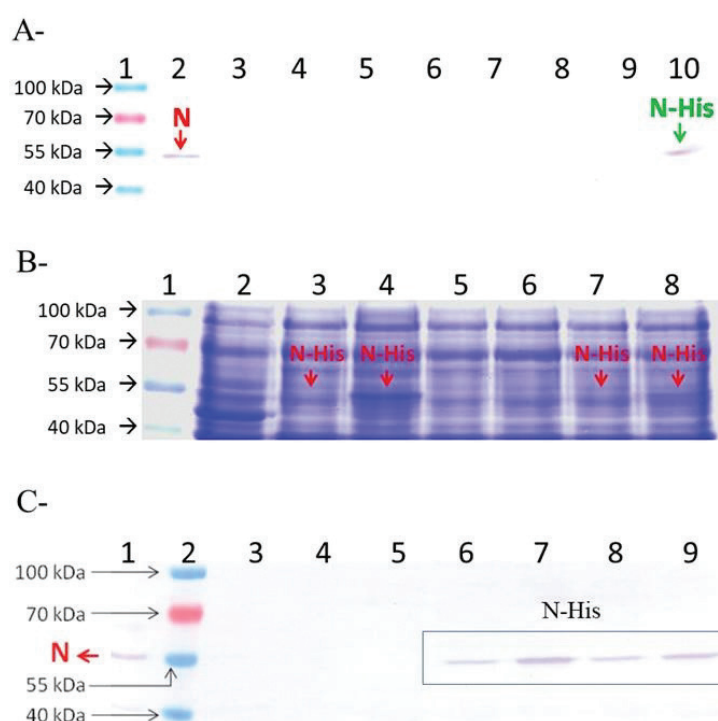 A-
1 2 3 4 5 6 7 8 9 10
100 kDa
70 kDa
N
N-His
55 kDa
40 kDa
B-
1 2 3 4 5 6 7 8
100 kDa
70 kDa
N-His N-His N-His N-His
55 kDa
40 kDa
C-
1 2 3 4 5 6 7 8 9
100 kDa
70 kDa
N-His
N
55 kDa
40 kDa